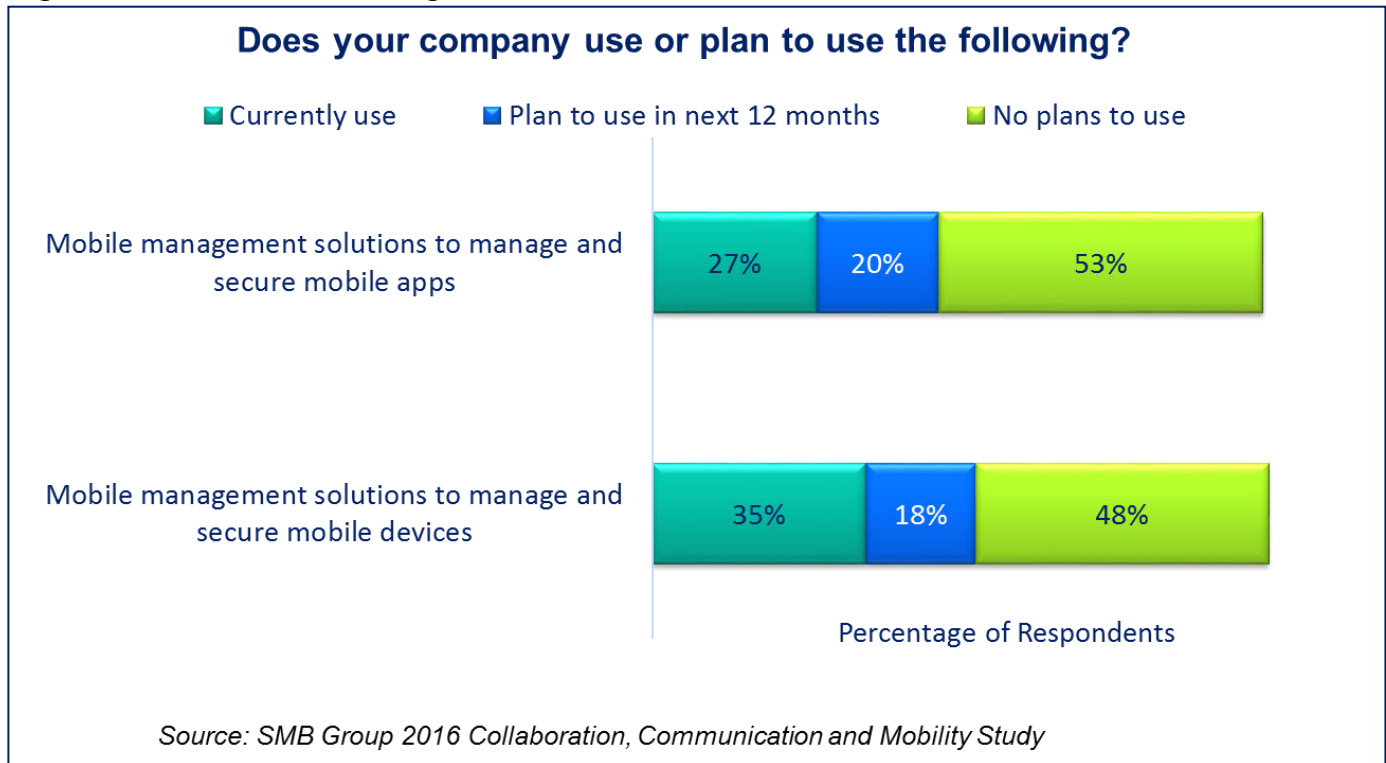 Does your company use or plan to use the following?
Currently use
Plan to use in next 12 months
No plans to use
Mobile management solutions to manage and
secure mobile apps
27%
20%
53%
Mobile management solutions to manage and
secure mobile devices
35%
18%
48%
Percentage of Respondents
Source: SMB Group 2016 Collaboration, Communication and Mobility Study